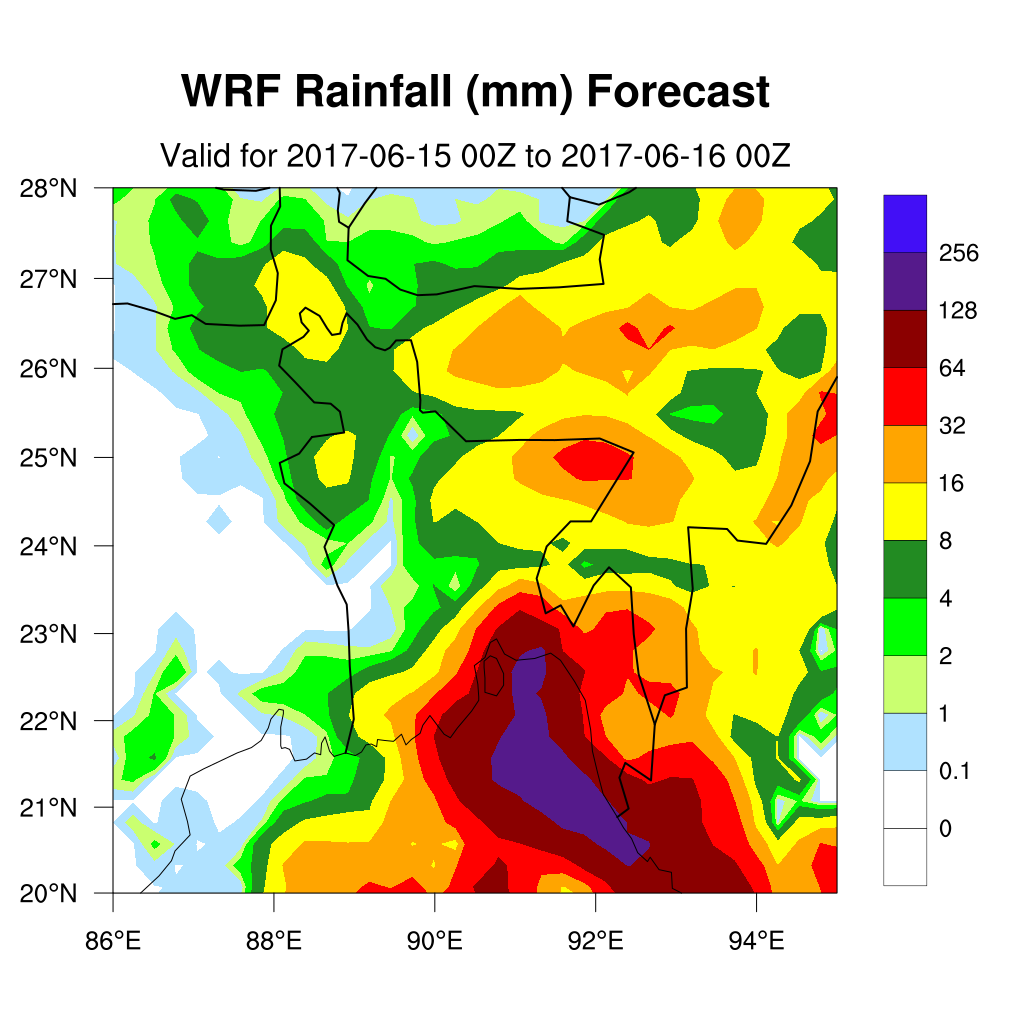 WRF Rainfall (mm) Forecast
Valid for 2017-06-15 00Z to 2017-06-16 00Z
28°N
27°N
26°N
25°N
24°N
23°N
22°N
21°N
20°N
86°E
88°E
90°E
92°E
94°E
256
128
64
32
16
8
4
2
1
0.1
0